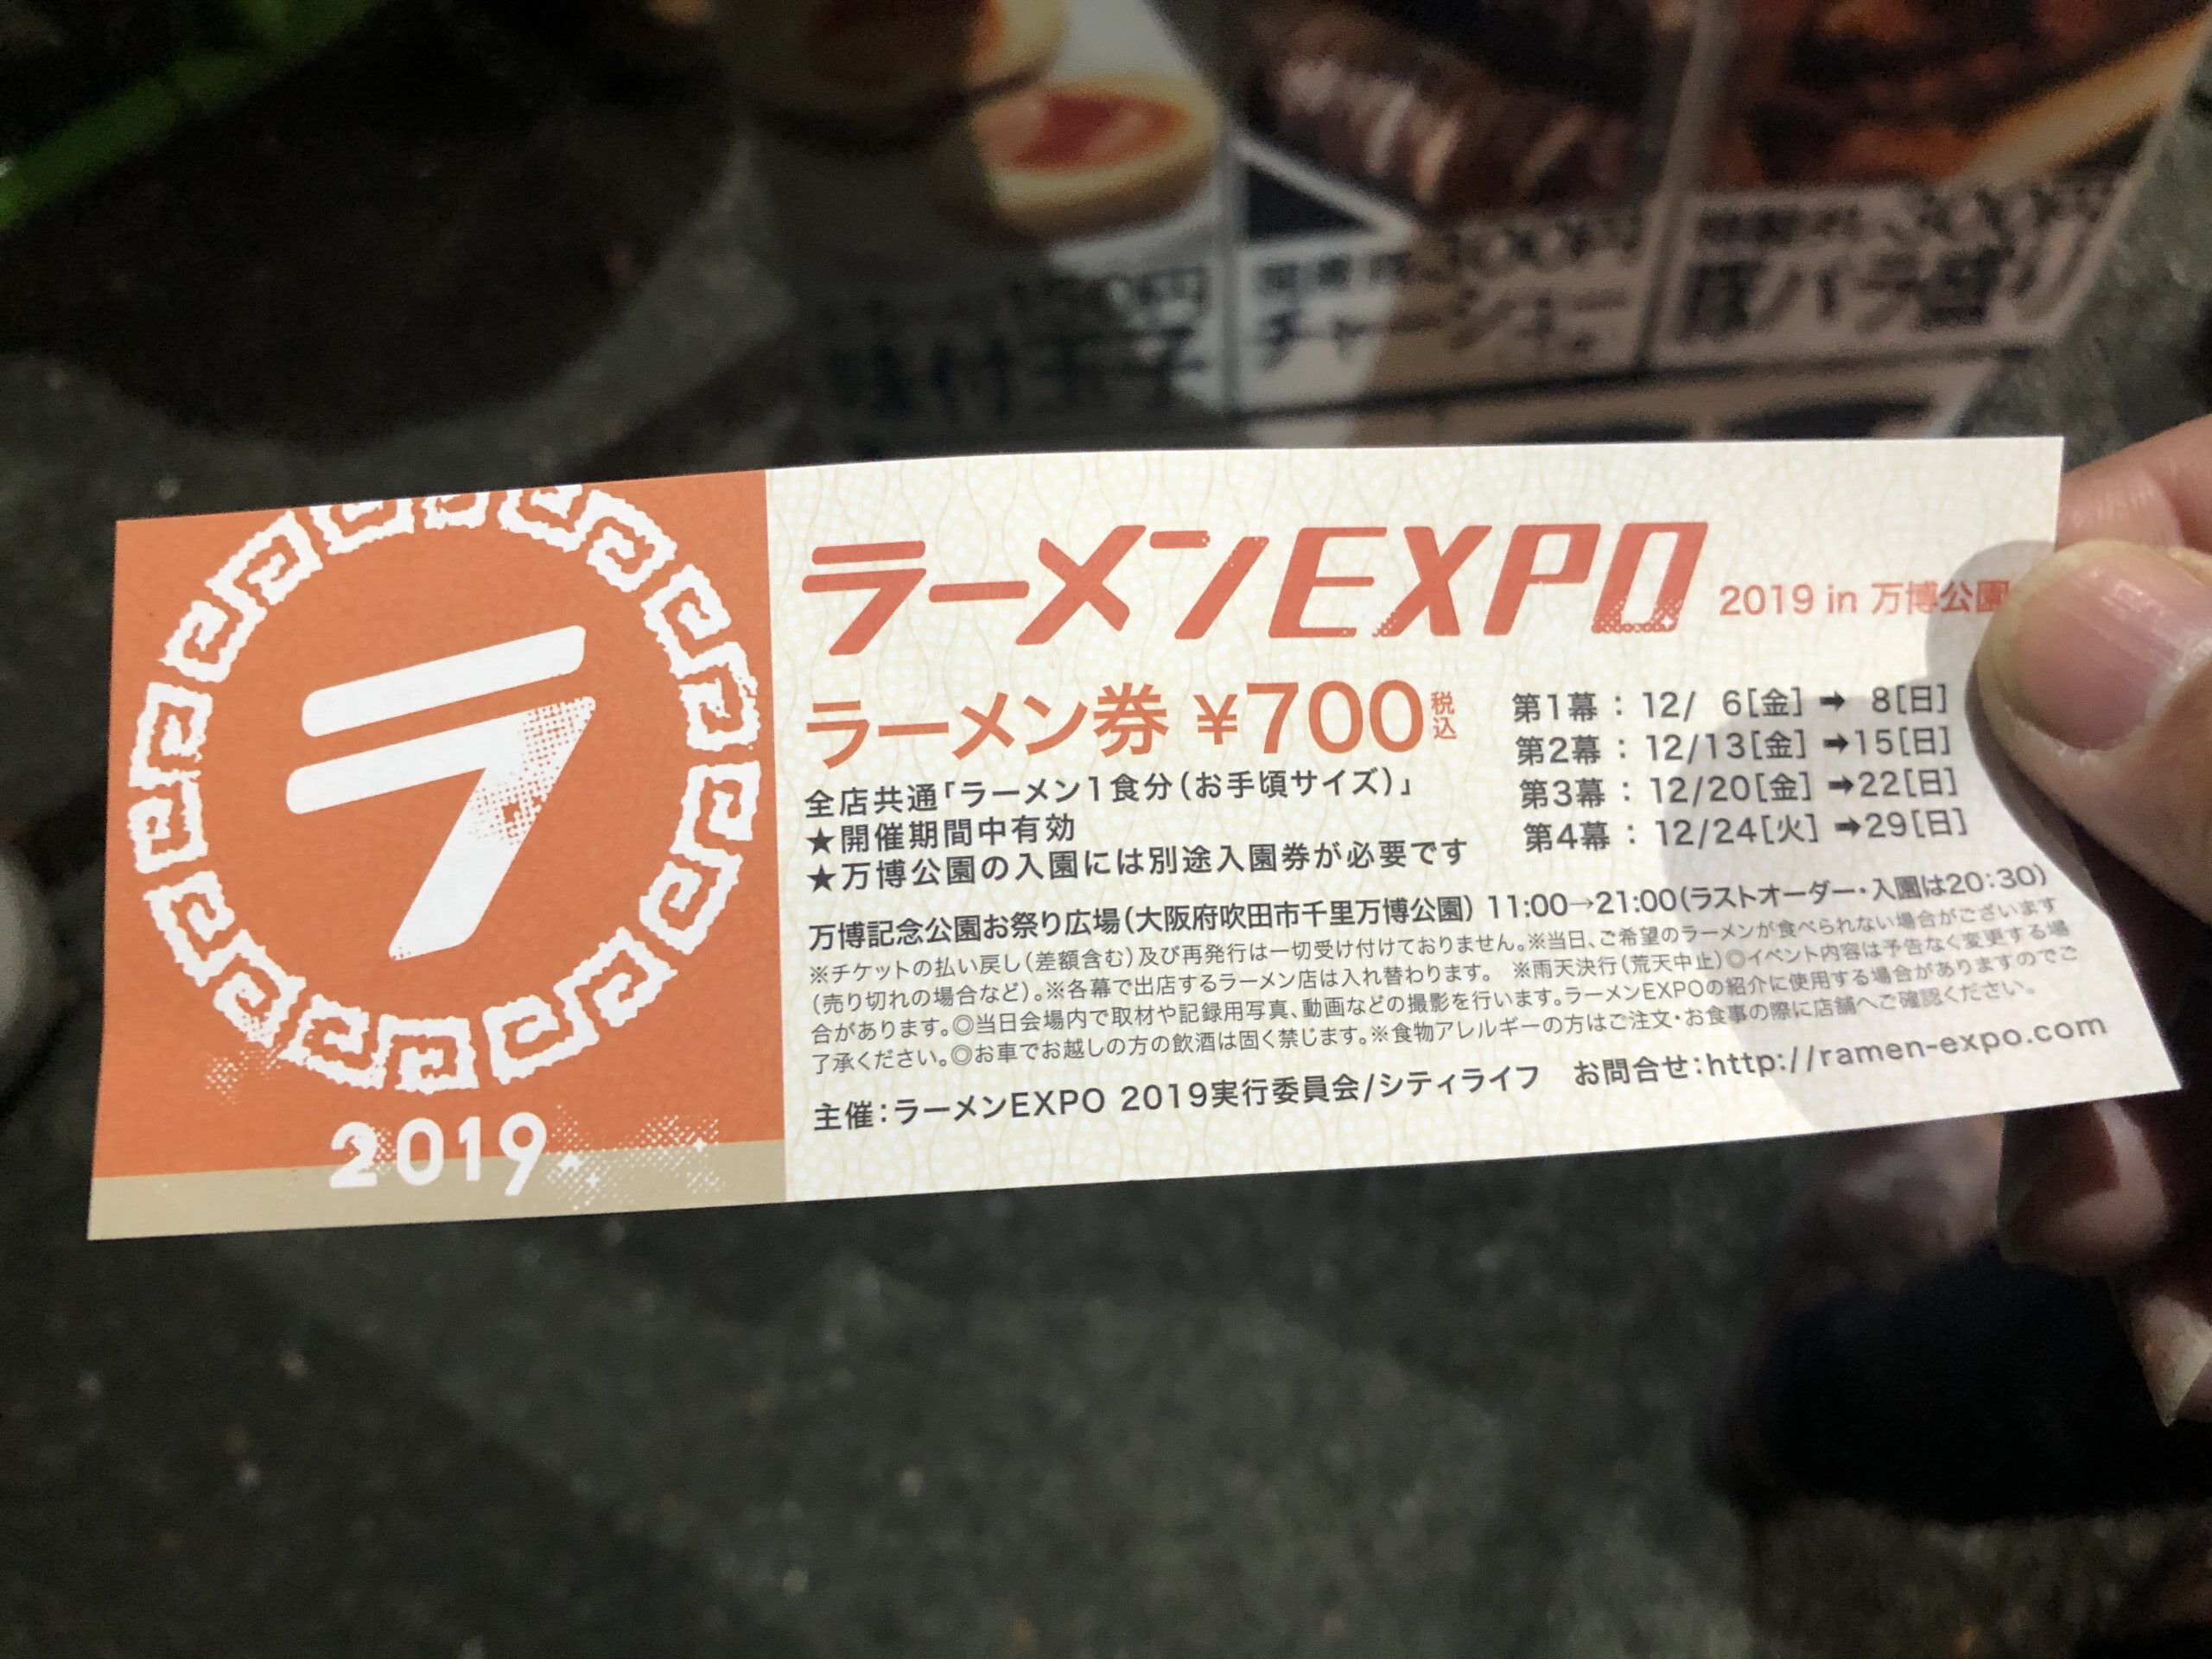 味付玉子
チャーシュー
豚バラ盛り
ラ
2019
ラーメンEXPO 2019 in 万博公園
ラーメン券 ¥700 税込
全店共通「ラーメン1食分(お手頃サイズ)」
★開催期間中有効
★万博公園の入園には別途入園券が必要です
第1幕 : 12/ 6[金] ➡ 8[日]
第2幕 : 12/13[金] ➡15[日]
第3幕 : 12/20[金] ➡22[日]
第4幕 : 12/24[火] ➡29[日]
万博記念公園お祭り広場(大阪府吹田市千里万博公園) 11:00→21:00(ラストオーダー・入園は20:30)
※チケットの払い戻し(差額含む)及び再発行は一切受け付けておりません。※当日、ご希望のラーメンが食べられない場合がございます
(売り切れの場合など)。※各幕で出店するラーメン店は入れ替わります。 ※雨天決行(荒天中止)◎イベント内容は予告なく変更する場
合があります。◎当日会場内で取材や記録用写真、動画などの撮影を行います。ラーメンEXPOの紹介に使用する場合がありますのでご
了承ください。◎お車でお越しの方の飲酒は固く禁じます。※食物アレルギーの方はご注文・お食事の際に店舗へご確認ください。
主催:ラーメンEXPO 2019実行委員会/シティライフ お問合せ:http://ramen-expo.com